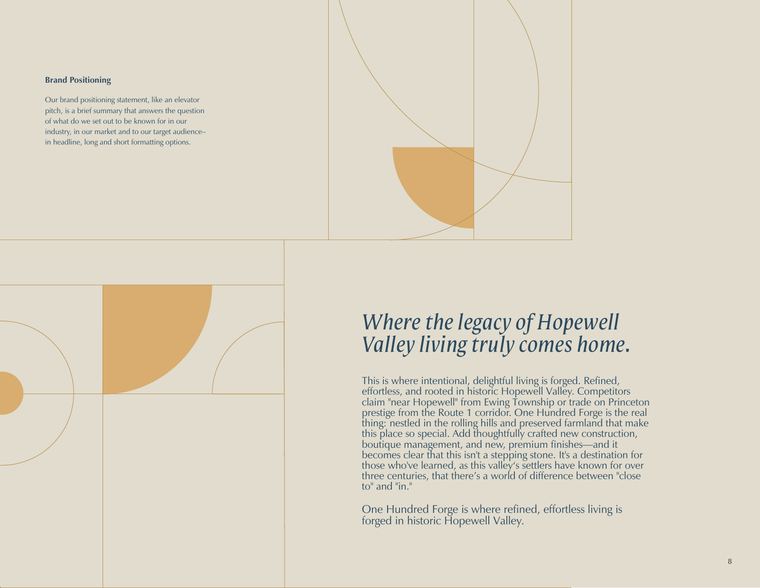 Brand Positioning
Our brand positioning statement, like an elevator
pitch, is a brief summary that answers the question
of what do we set out to be known for in our
industry, in our market and to our target audience–
in headline, long and short formatting options.
Where the legacy of Hopewell
Valley living truly comes home.
This is where intentional, delightful living is forged. Refined,
effortless, and rooted in historic Hopewell Valley. Competitors
claim "near Hopewell" from Ewing Township or trade on Princeton
prestige from the Route 1 corridor. One Hundred Forge is the real
thing: nestled in the rolling hills and preserved farmland that make
this place so special. Add thoughtfully crafted new construction,
boutique management, and new, premium finishes—and it
becomes clear that this isn't a stepping stone. It's a destination for
those who've learned, as this valley's settlers have known for over
three centuries, that there's a world of difference between "close
to" and "in."
One Hundred Forge is where refined, effortless living is
forged in historic Hopewell Valley.
8